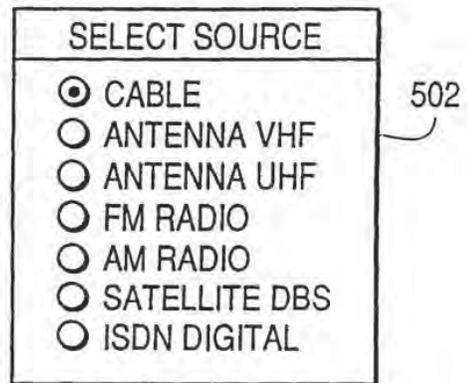 SELECT SOURCE
CABLE
ANTENNA VHF
ANTENNA UHF
FM RADIO
AM RADIO
SATELLITE DBS
ISDN DIGITAL
502